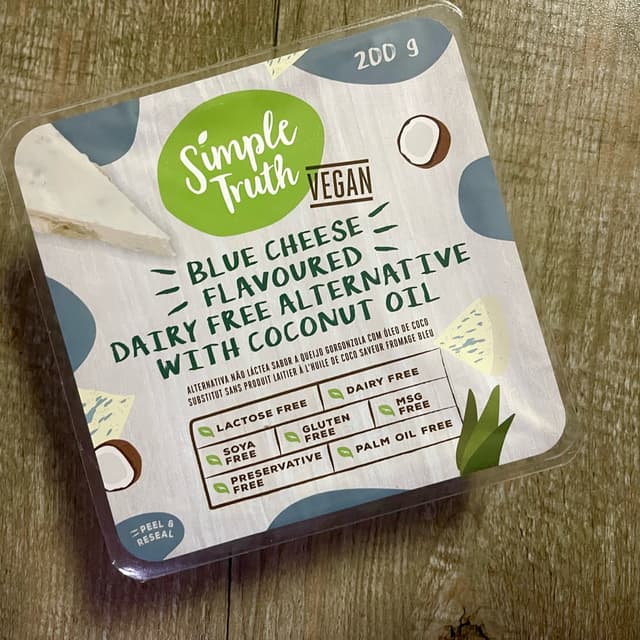 200 g
Simple
Truth
VEGAN
BLUE CHEESE
FLAVOURED
DAIRY FREE ALTERNATIVE
WITH COCONUT OIL
ALTERNATIVA NÃO LÁCTEA SABOR A QUEIJO GORGONZOLA COM ÓLEO DE COCO
SUBSTITUT SANS PRODUIT LAITIER À L'HUILE DE COCO SAVEUR FROMAGE BLEU
LACTOSE FREE
DAIRY FREE
SOYA
FREE
GLUTEN
FREE
MSG
FREE
PRESERVATIVE
FREE
PALM OIL FREE
PEEL &
RESEAL